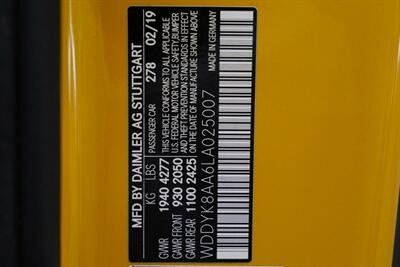 MFD BY DAIMLER AG STUTTGART
PASSENGER CAR 278 02/19
KG LBS
GVWR 1940 4277
GAWR FRONT 930 2050
GAWR REAR 1100 2425
THIS VEHICLE CONFORMS TO ALL APPLICABLE
U.S. FEDERAL MOTOR VEHICLE SAFETY, BUMPER
AND THEFT PREVENTION STANDARDS IN EFFECT
ON THE DATE OF MANUFACTURE SHOWN ABOVE
MADE IN GERMANY
WDDYK8AA6LA025007